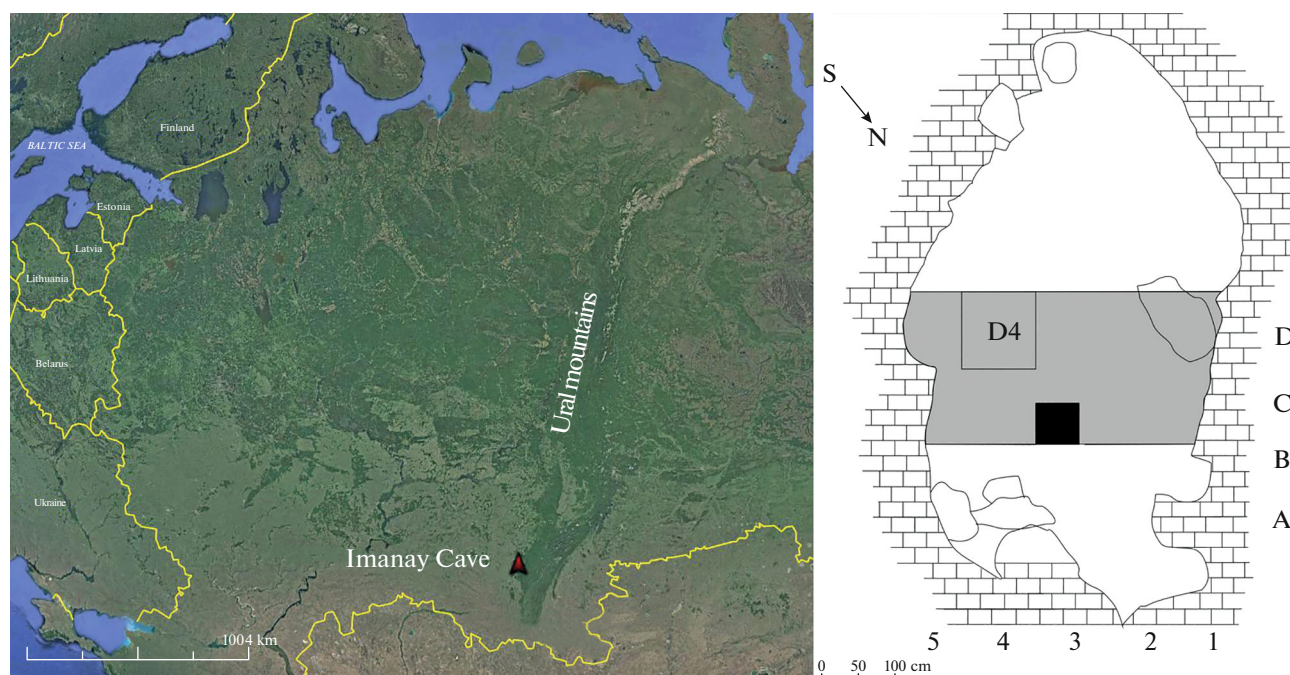 Finland
BALTIC SEA
Estonia
Latvia
Lithuania
Belarus
Ukraine
Ural mountains
Imanay Cave
1004 km
S
N
D4
D
C
B
A
5 4 3 2 1
0 50 100 cm